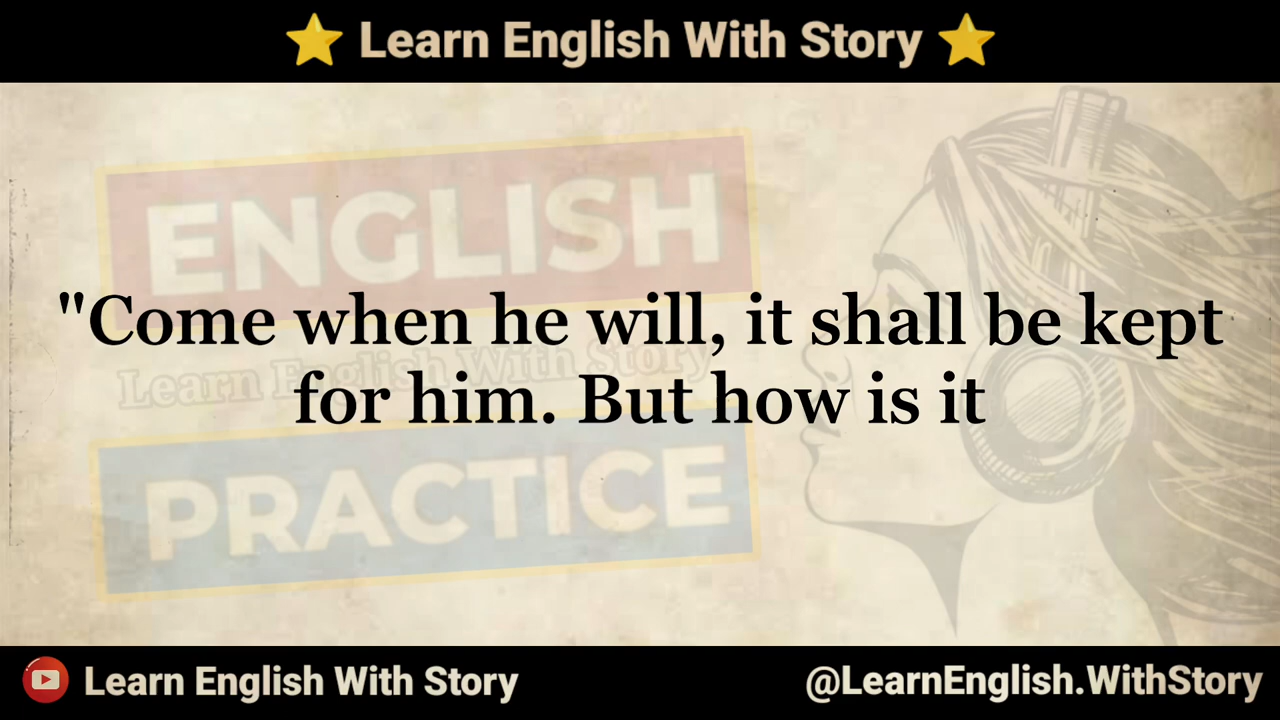 ⭐ Learn English With Story ⭐
ENGLISH
"Come when he will, it shall be kept
Learn English With Story
for him. But how is it
PRACTICE
Learn English With Story
@LearnEnglish.WithStory